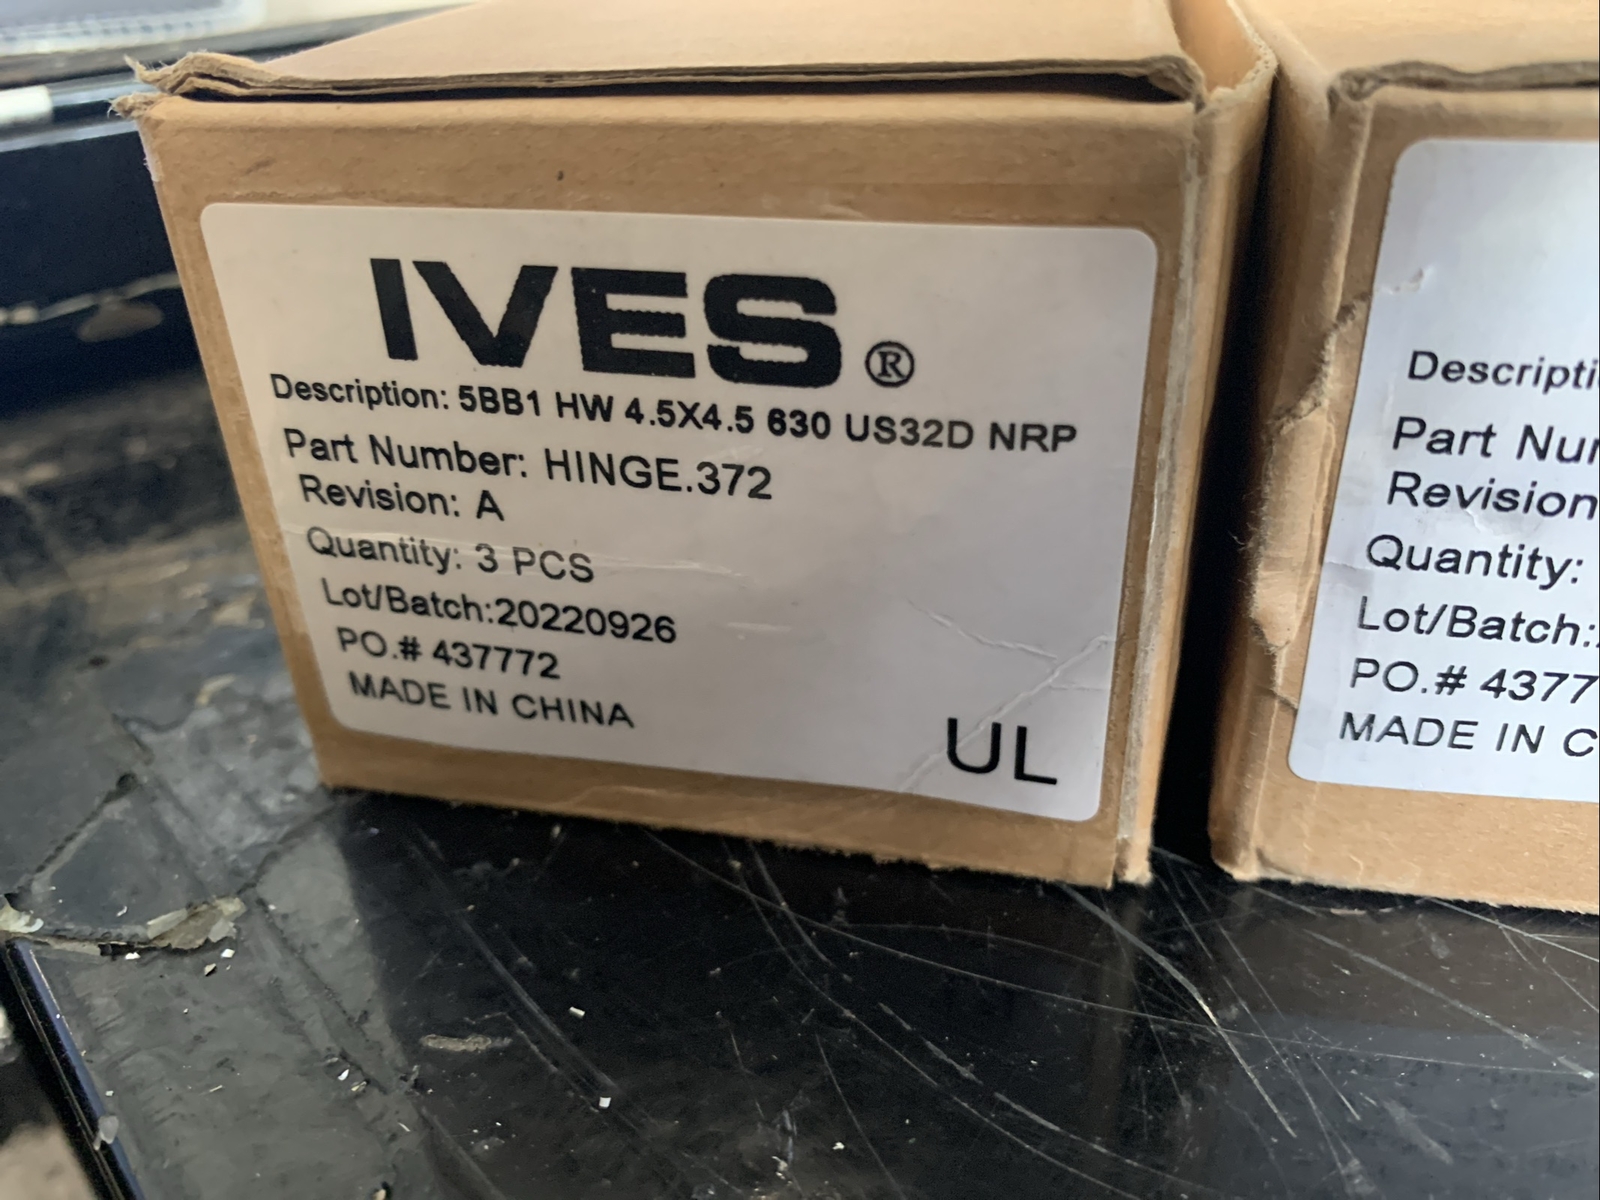 IVES®
Description: 5BB1 HW 4.5X4.5 630 US32D NRP
Part Number: HINGE.372
Revision: A
Quantity: 3 PCS
Lot/Batch:20220926
PO.# 437772
MADE IN CHINA
UL
Descripti
Part Nu
Revision
Quantity:
Lot/Batch:
PO.# 4377
MADE IN C